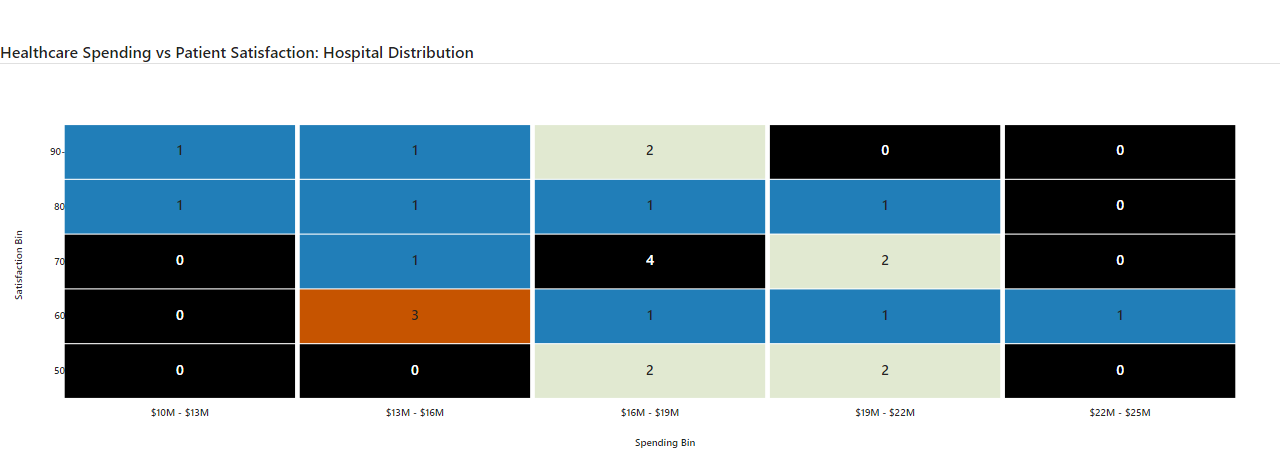 Healthcare Spending vs Patient Satisfaction: Hospital Distribution
90-
1 1 2 0 0
80
1 1 1 1 0
Satisfaction Bin
70
0 1 4 2 0
60
0 3 1 1 1
50
0 0 2 2 0
$10M - $13M $13M - $16M $16M - $19M $19M - $22M $22M - $25M
Spending Bin